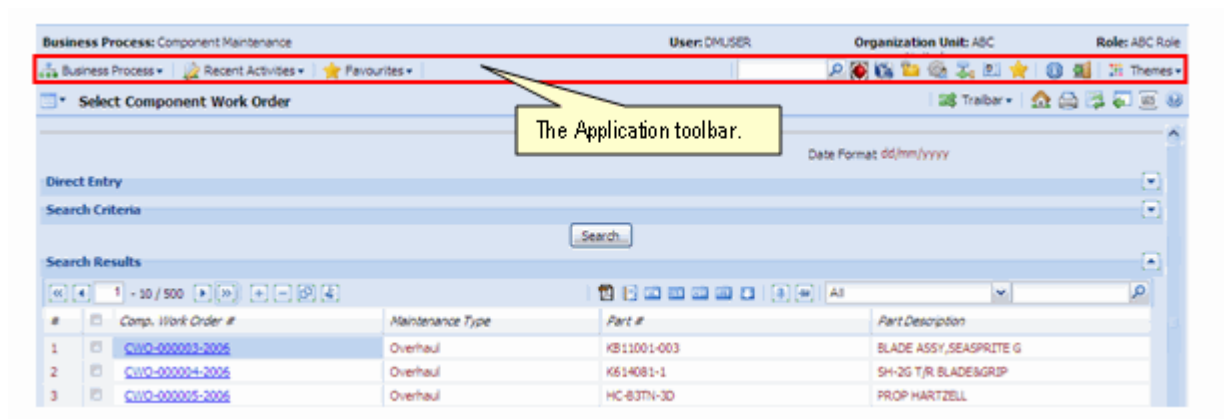 Business Process: Component Maintenance User: DMUSER Organization Unit: ABC Role: ABC Role
Business Process Recent Activities Favourites Themes
Select Component Work Order Trailbar
The Application toolbar.
Date Format dd/mm/yyyy
Direct Entry
Search Criteria
Search
Search Results
1 - 10 / 500 All
# Comp. Work Order # Maintenance Type Part # Part Description
1 CWO-000003-2006 Overhaul KB11001-003 BLADE ASSY,SEASPRITE G
2 CWO-000004-2006 Overhaul K614081-1 SH-2G T/R BLADE&GRIP
3 CWO-000005-2006 Overhaul HC-B3TN-3D PROP HARTZELL